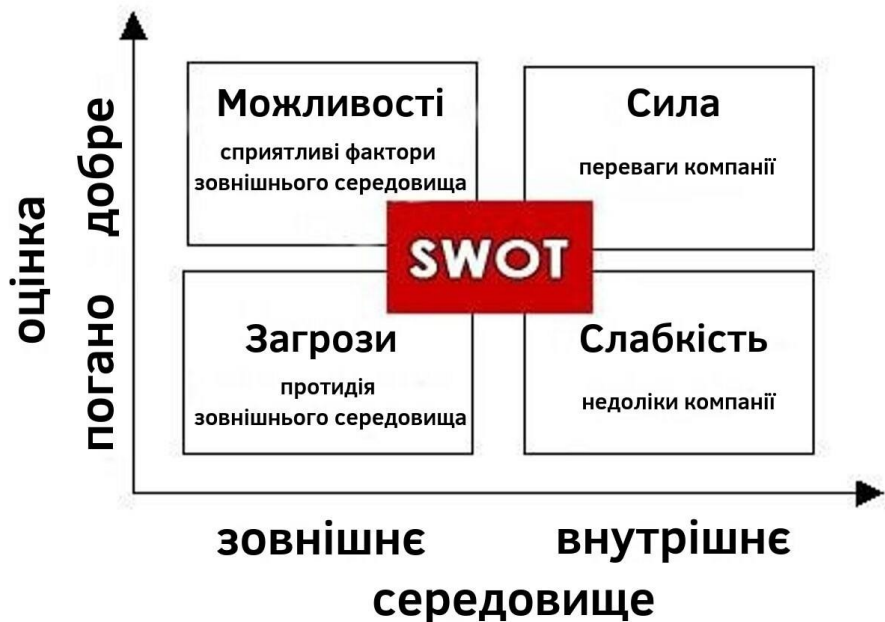 оцінка
добре
погано
Можливості
сприятливі фактори
зовнішнього середовища
Сила
переваги компанії
SWOT
Загрози
протидія
зовнішнього середовища
Слабкість
недоліки компанії
зовнішнє
внутрішнє
середовище